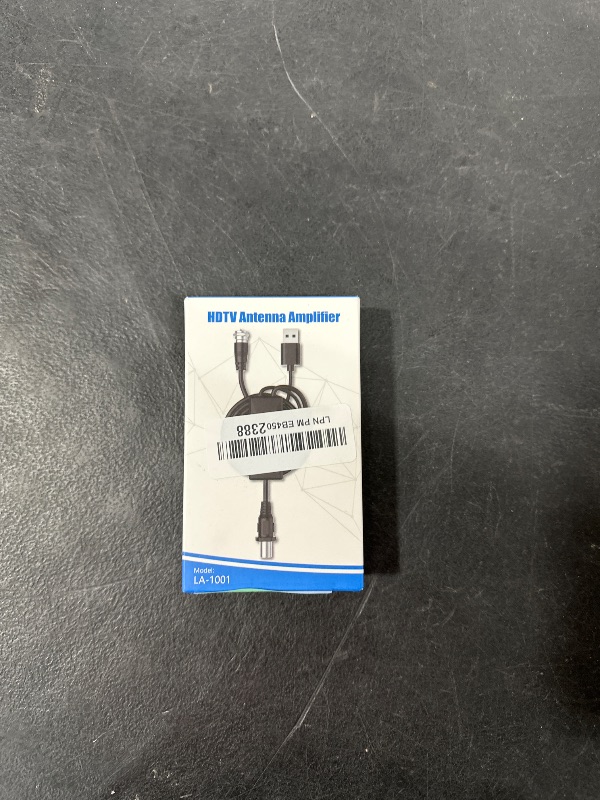 HDTV Antenna Amplifier
LPN PM EB4502388
Model:
LA-1001